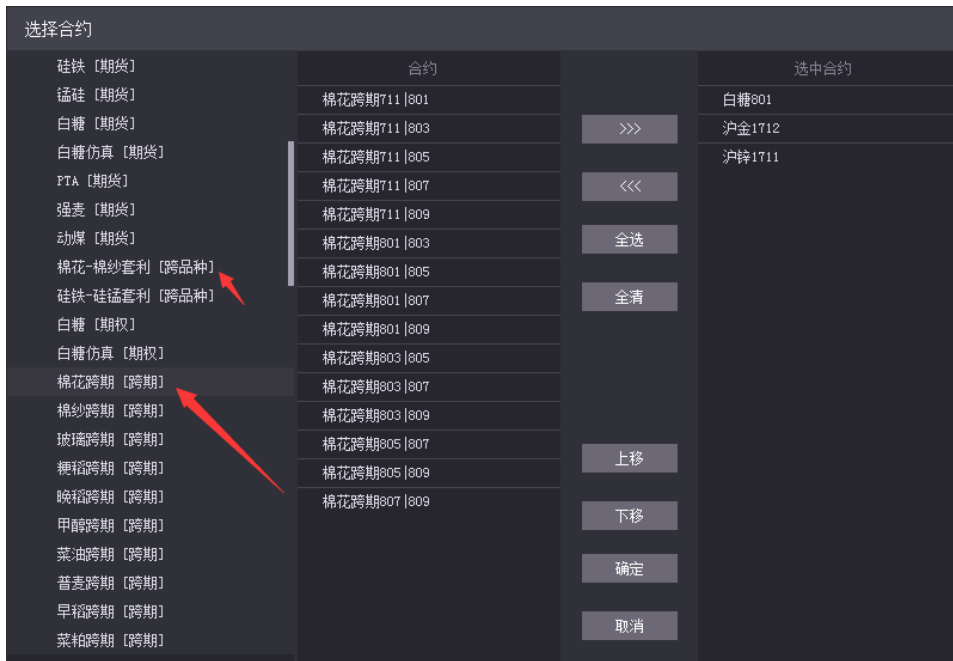 选择合约
硅铁 [期货]
锰硅 [期货]
白糖 [期货]
白糖仿真 [期货]
PTA [期货]
强麦 [期货]
动煤 [期货]
棉花-棉纱套利 [跨品种]
硅铁-硅锰套利 [跨品种]
白糖 [期权]
白糖仿真 [期权]
棉花跨期 [跨期]
棉纱跨期 [跨期]
玻璃跨期 [跨期]
粳稻跨期 [跨期]
晚稻跨期 [跨期]
甲醇跨期 [跨期]
菜油跨期 [跨期]
普麦跨期 [跨期]
早稻跨期 [跨期]
菜粕跨期 [跨期]
合约
棉花跨期711|801
棉花跨期711|803
棉花跨期711|805
棉花跨期711|807
棉花跨期711|809
棉花跨期801|803
棉花跨期801|805
棉花跨期801|807
棉花跨期801|809
棉花跨期803|805
棉花跨期803|807
棉花跨期803|809
棉花跨期805|807
棉花跨期805|809
棉花跨期807|809
>>>
<<<
全选
全清
上移
下移
确定
取消
选中合约
白糖801
沪金1712
沪锌1711